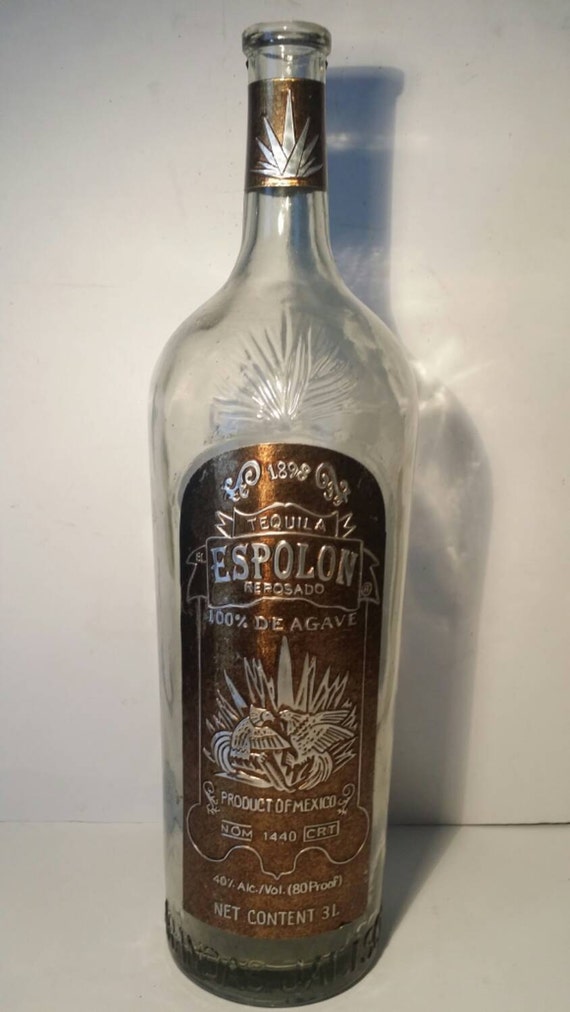 1898
TEQUILA
ESPOLON
REPOSADO
100% DE AGAVE
PRODUCT OF MEXICO
NOM 1440 CRT
40% Alc./Vol. (80 Proof)
NET CONTENT 3L